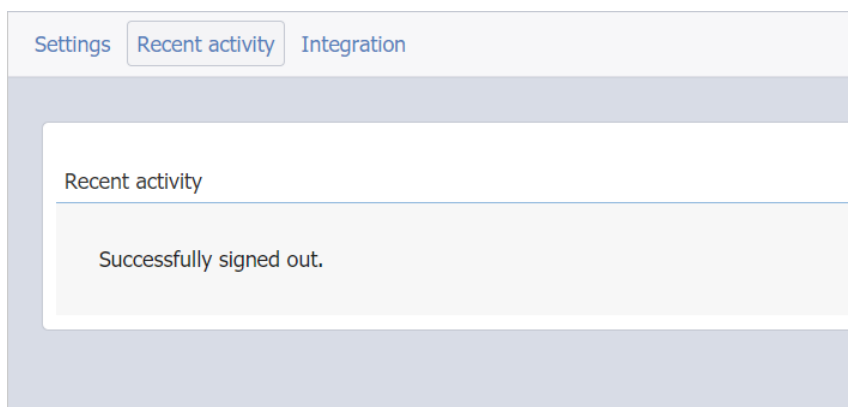 Settings Recent activity Integration
Recent activity
Successfully signed out.